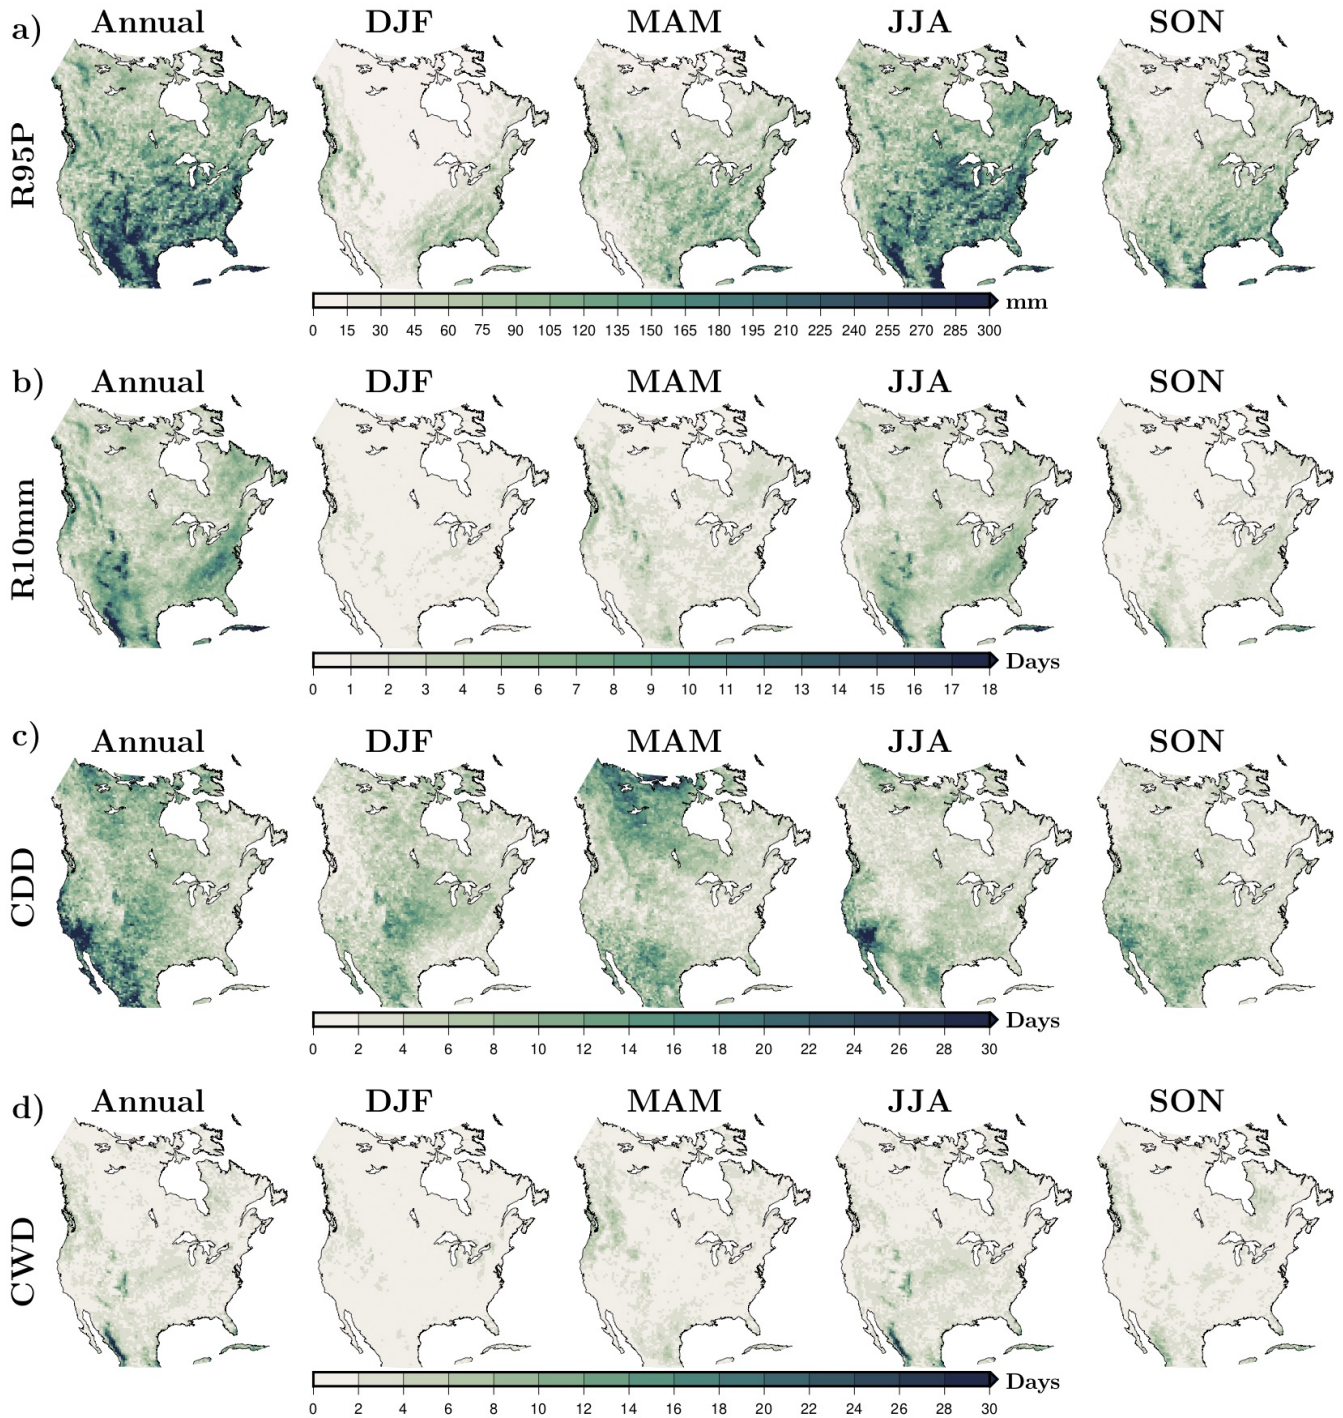 a)
Annual DJF MAM JJA SON
R95P
mm
0 15 30 45 60 75 90 105 120 135 150 165 180 195 210 225 240 255 270 285 300
b)
Annual DJF MAM JJA SON
R10mm
Days
0 1 2 3 4 5 6 7 8 9 10 11 12 13 14 15 16 17 18
c)
Annual DJF MAM JJA SON
CDD
Days
0 2 4 6 8 10 12 14 16 18 20 22 24 26 28 30
d)
Annual DJF MAM JJA SON
CWD
Days
0 2 4 6 8 10 12 14 16 18 20 22 24 26 28 30